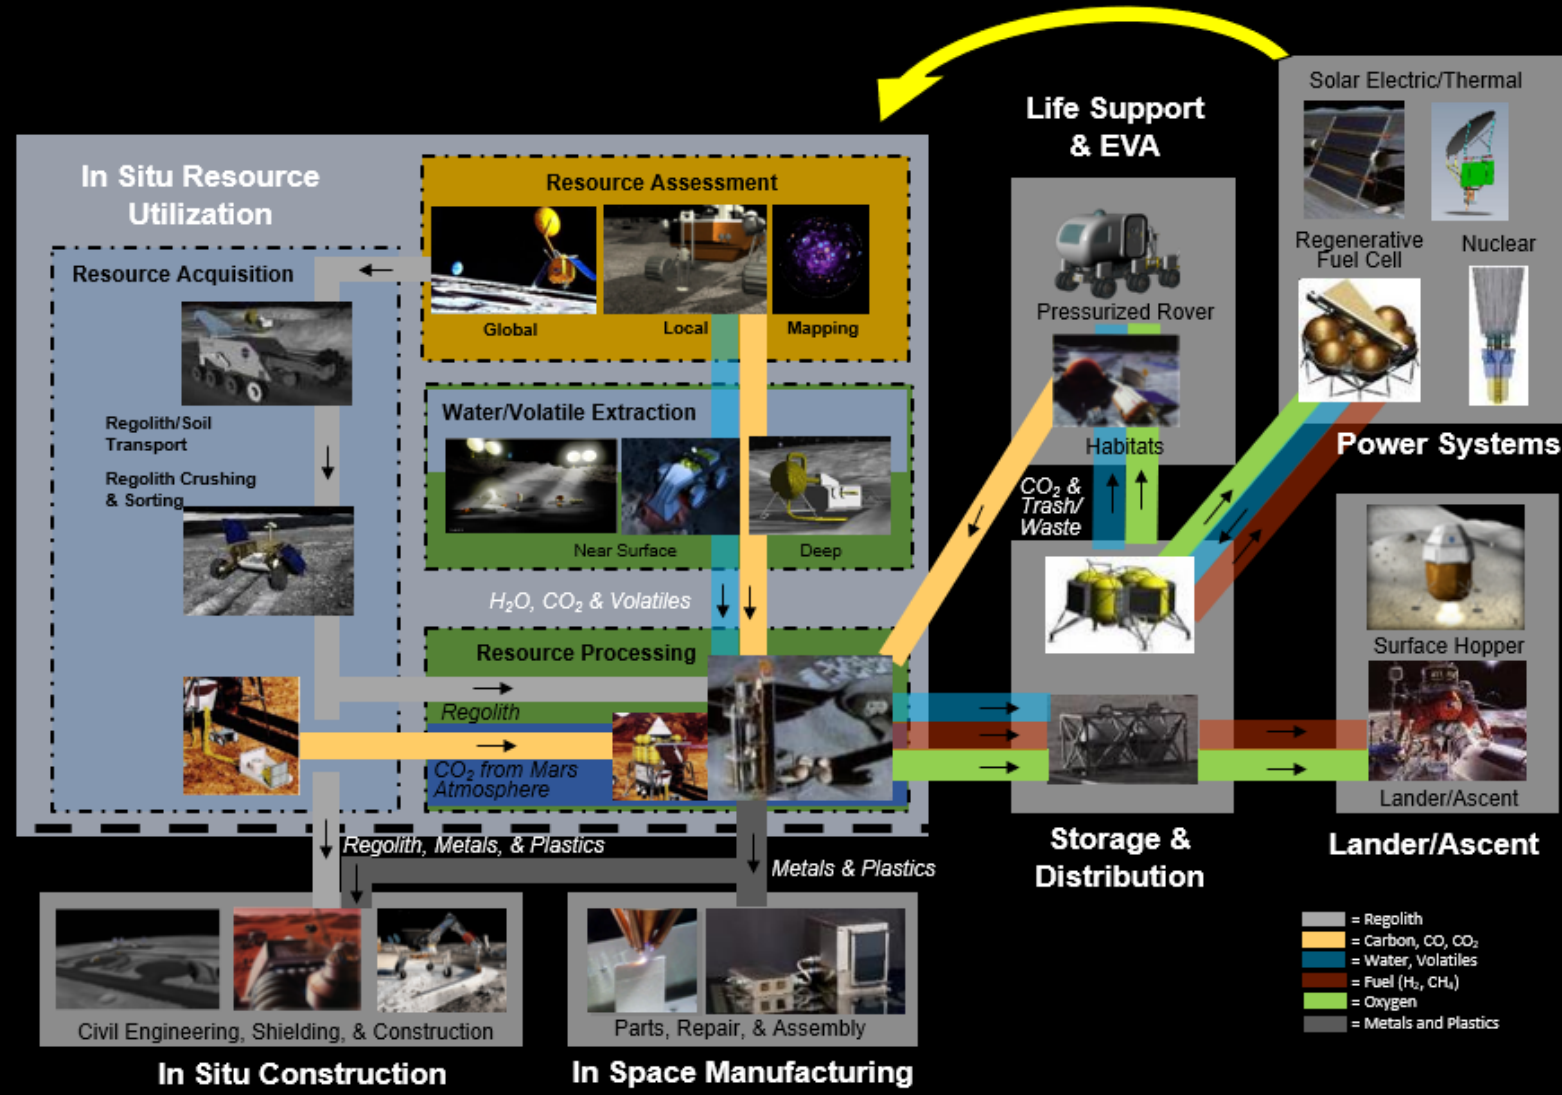 Solar Electric/Thermal
Life Support
& EVA
In Situ Resource
Utilization
Resource Assessment
Global
Local
Mapping
Resource Acquisition
Regolith/Soil
Transport
Regolith Crushing
& Sorting
Water/Volatile Extraction
Near Surface
Deep
H₂O, CO₂ & Volatiles
Resource Processing
Regolith
CO₂ from Mars
Atmosphere
Pressurized Rover
Habitats
CO₂ &
Trash/
Waste
Regenerative
Fuel Cell
Nuclear
Power Systems
Surface Hopper
Lander/Ascent
Lander/Ascent
Storage &
Distribution
Regolith, Metals, & Plastics
Metals & Plastics
Civil Engineering, Shielding, & Construction
In Situ Construction
Parts, Repair, & Assembly
In Space Manufacturing
= Regolith
= Carbon, CO, CO₂
= Water, Volatiles
= Fuel (H₂, CH₄)
= Oxygen
= Metals and Plastics